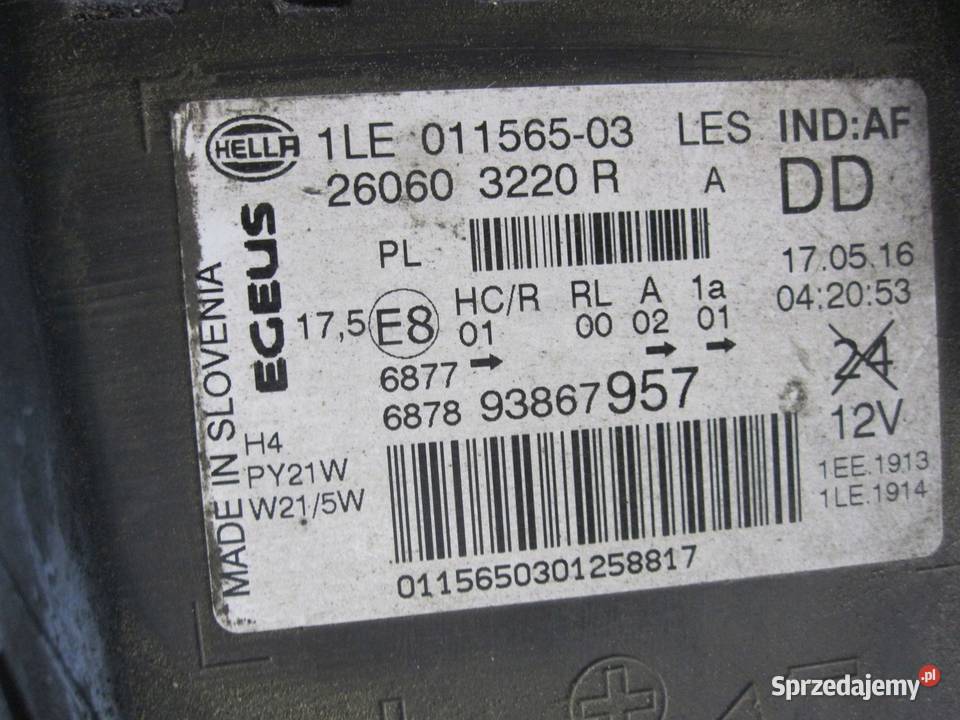 HELLA 1LE 011565-03 LES IND:AF
26060 3220 R A DD
PL
17.05.16
04:20:53
MADE IN SLOVENIA
EGEUS
17,5 E8 HC/R RL A 1a
01 00 02 01
6877
6878 93867957
24
12V
H4
PY21W
W21/5W
1EE.1913
1LE.1914
0115650301258817
Sprzedajemy.pl